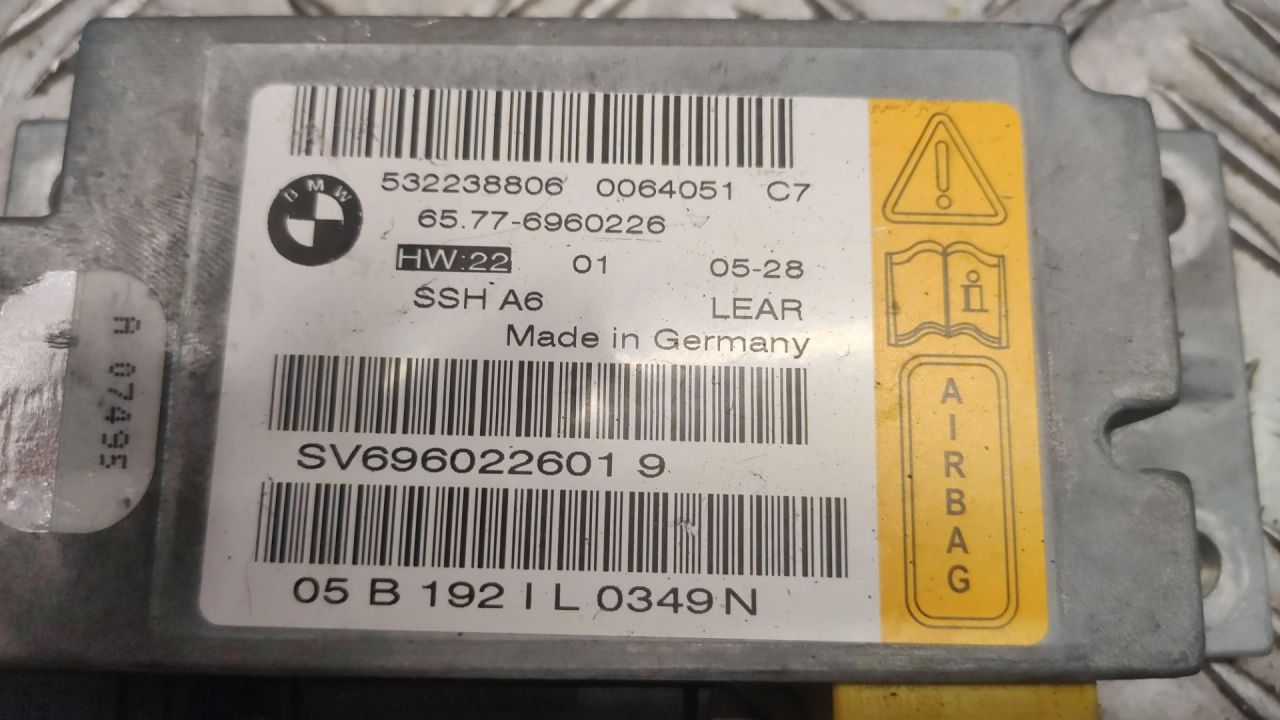 532238806 0064051 C7
BMW
65.77-6960226
HW:22 01 05-28
SSH A6 LEAR
Made in Germany
SV696022601 9
05 B 192 I L 0349 N
i
AIRBAG
A 07495